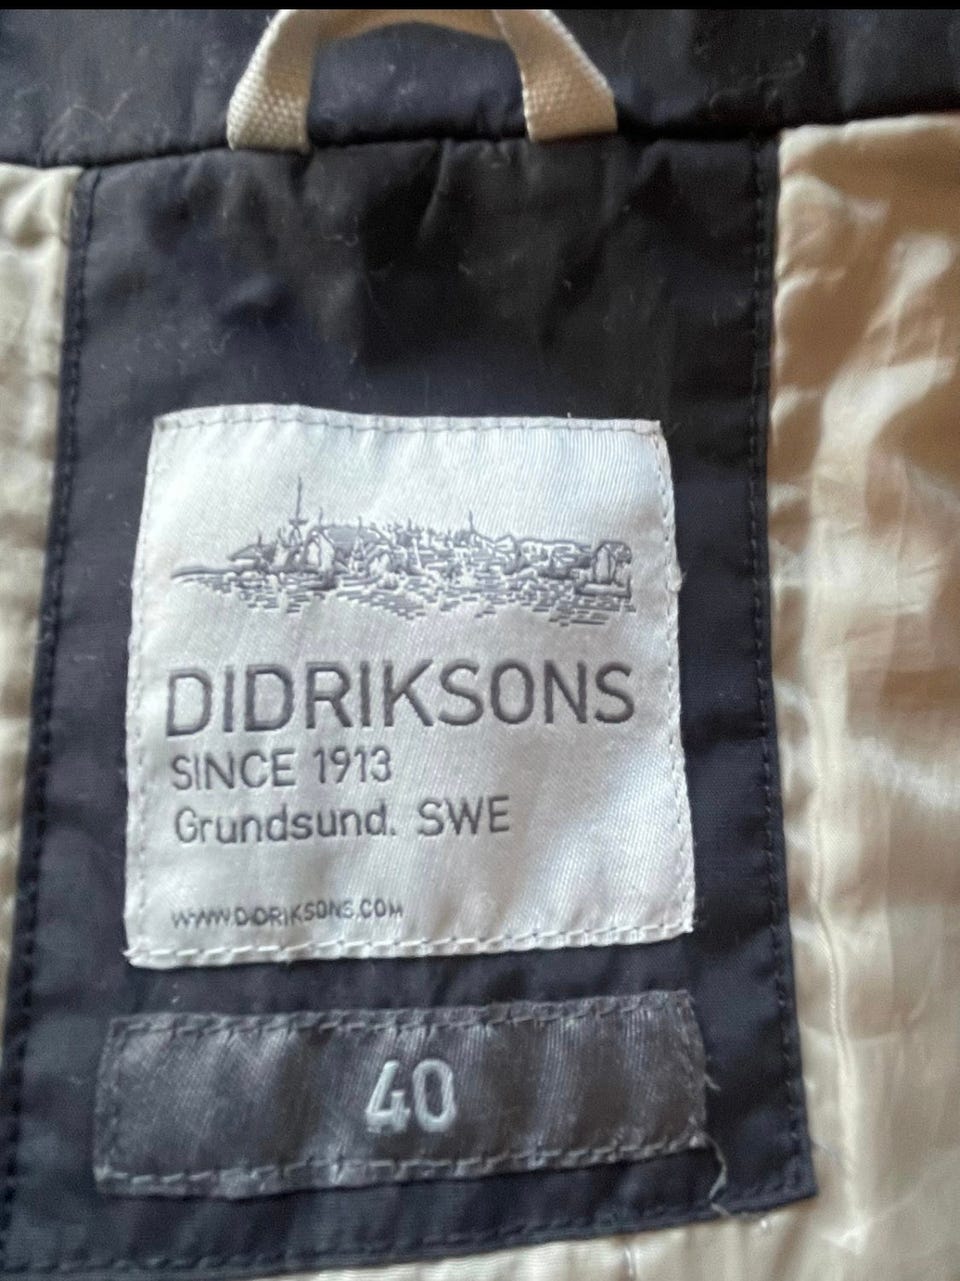 DIDRIKSONS
SINCE 1913
Grundsund. SWE
WWW.DIDRIKSONS.COM
40